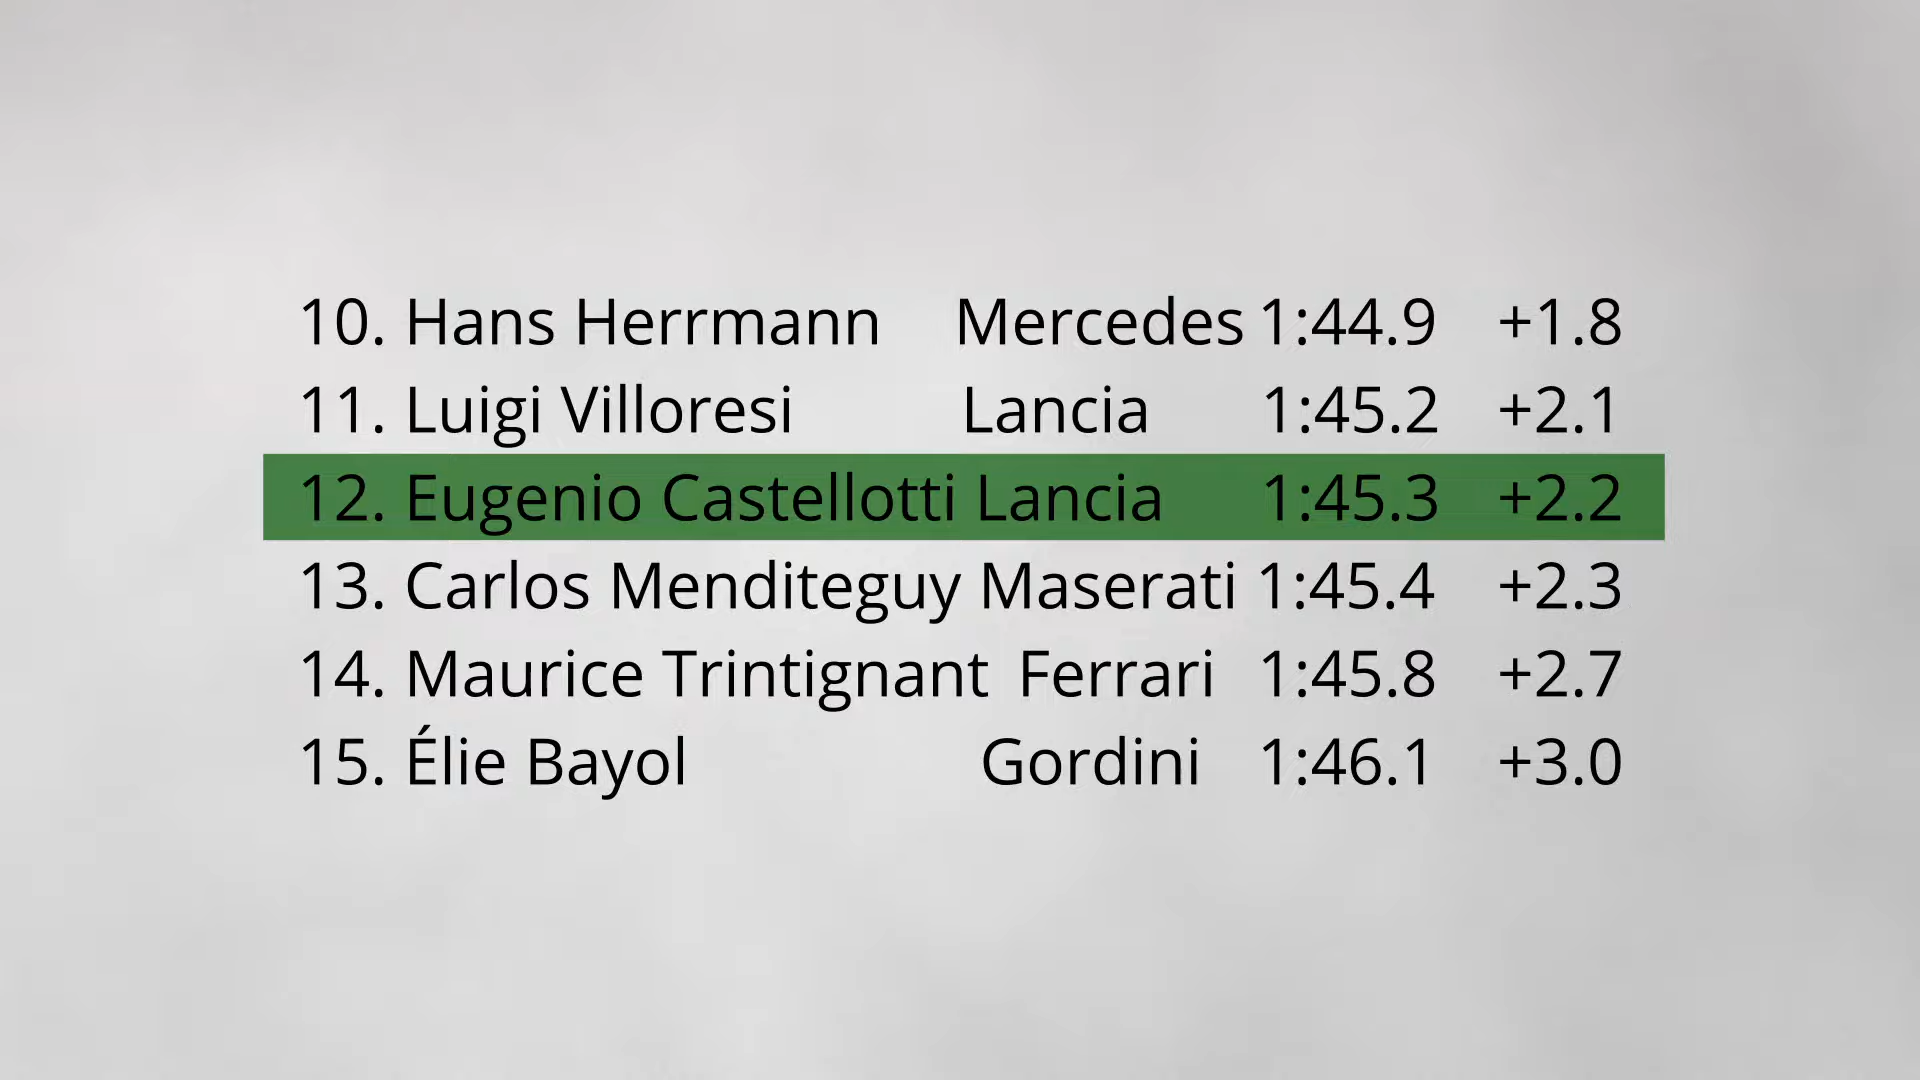 10. Hans Herrmann Mercedes 1:44.9 +1.8
11. Luigi Villoresi Lancia 1:45.2 +2.1
12. Eugenio Castellotti Lancia 1:45.3 +2.2
13. Carlos Menditeguy Maserati 1:45.4 +2.3
14. Maurice Trintignant Ferrari 1:45.8 +2.7
15. Élie Bayol Gordini 1:46.1 +3.0